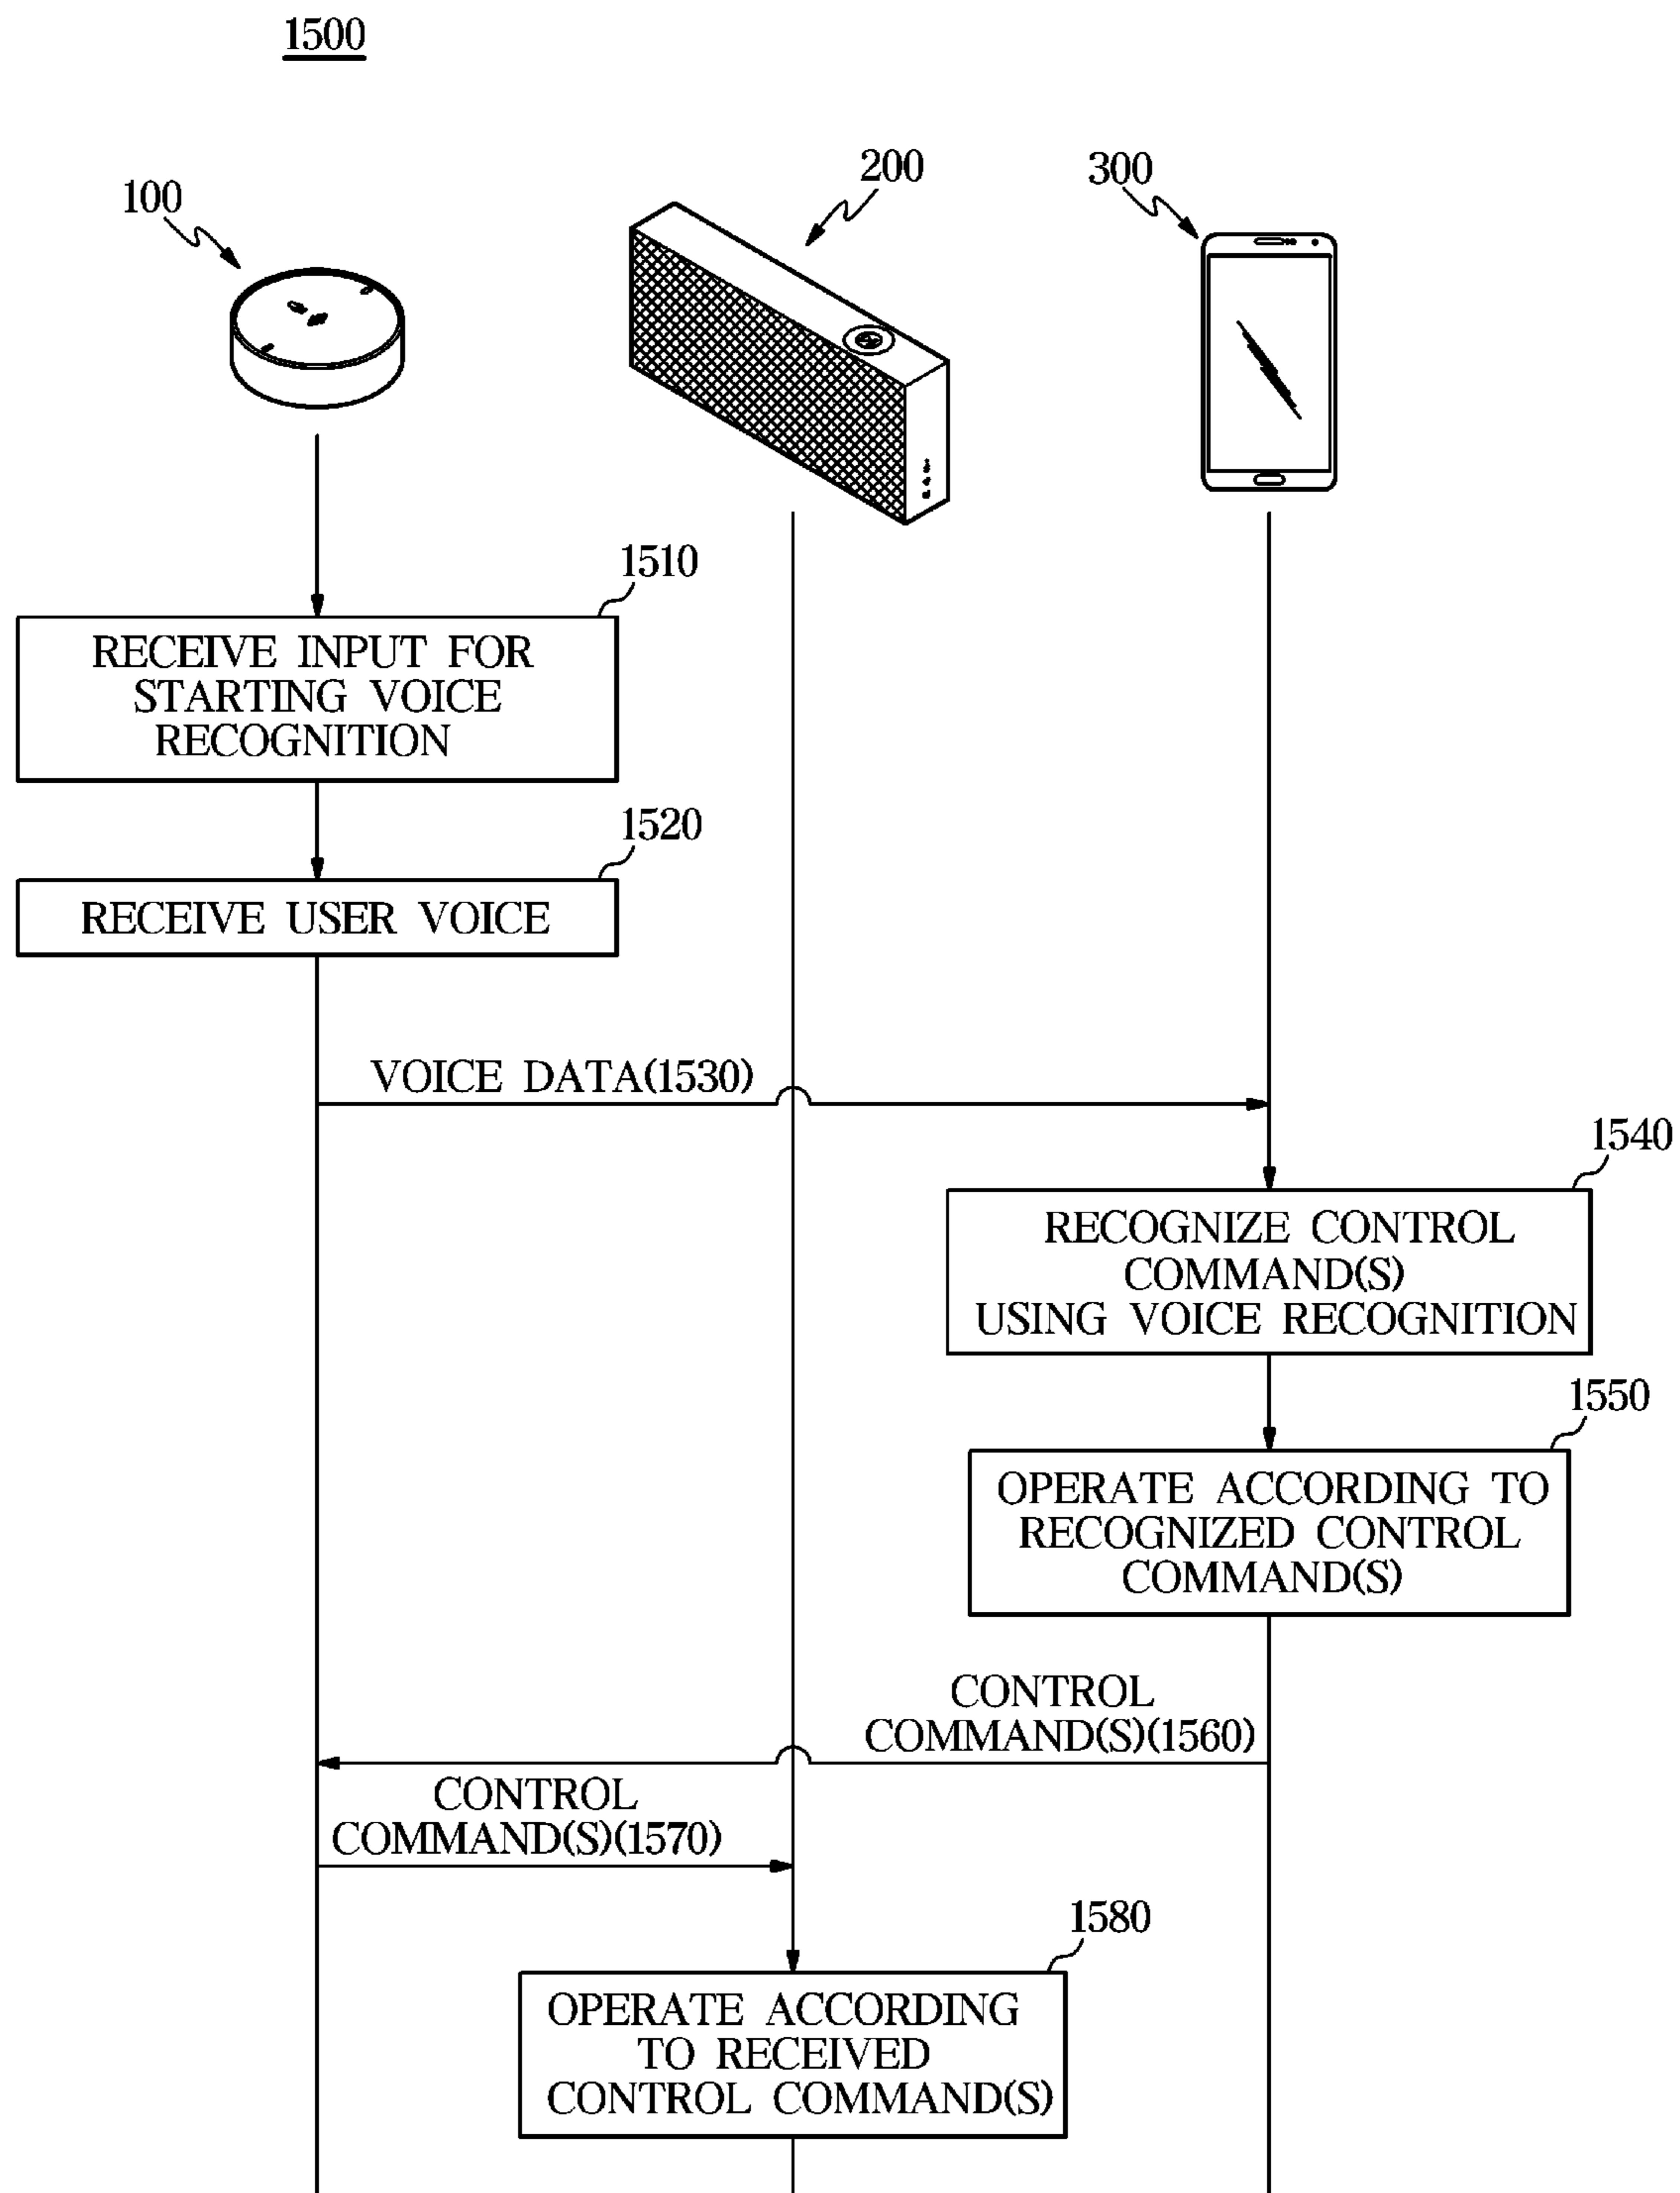 1500
100
200
300
1510
RECEIVE INPUT FOR
STARTING VOICE
RECOGNITION
1520
RECEIVE USER VOICE
VOICE DATA(1530)
1540
RECOGNIZE CONTROL
COMMAND(S)
USING VOICE RECOGNITION
1550
OPERATE ACCORDING TO
RECOGNIZED CONTROL
COMMAND(S)
CONTROL
COMMAND(S)(1560)
CONTROL
COMMAND(S)(1570)
1580
OPERATE ACCORDING
TO RECEIVED
CONTROL COMMAND(S)